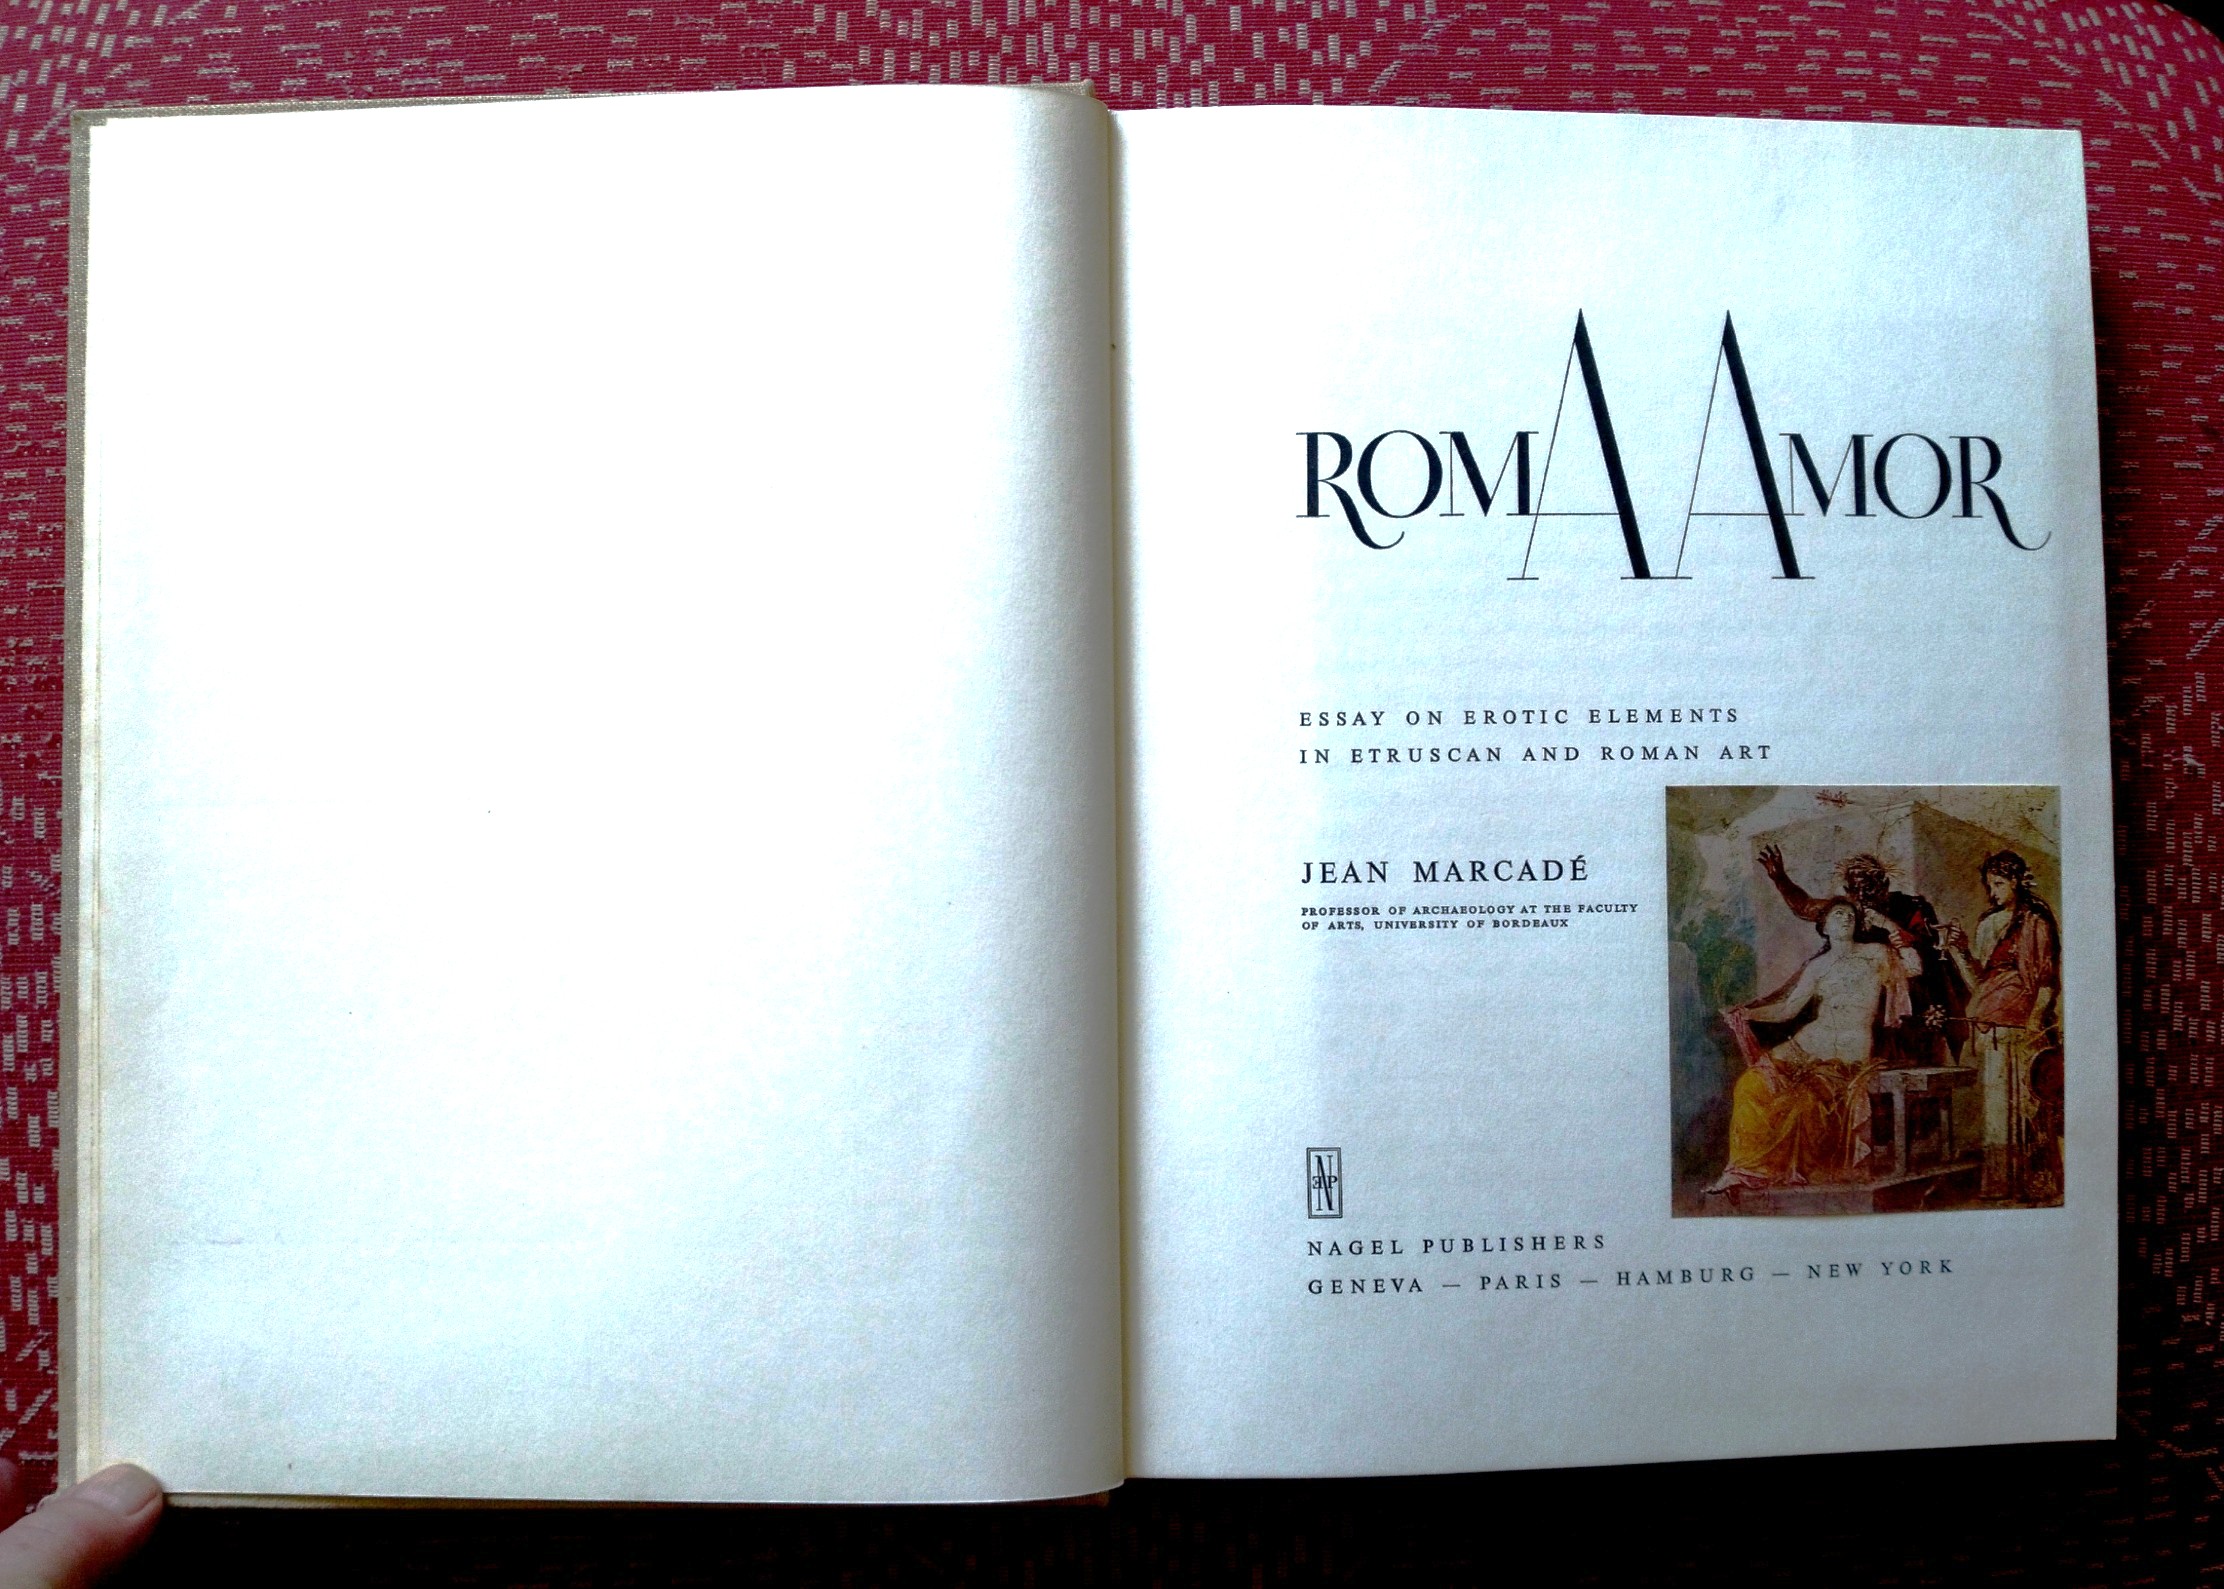 ROMA AMOR
ESSAY ON EROTIC ELEMENTS
IN ETRUSCAN AND ROMAN ART
JEAN MARCADÉ
PROFESSOR OF ARCHAEOLOGY AT THE FACULTY
OF ARTS, UNIVERSITY OF BORDEAUX
ENP
NAGEL PUBLISHERS
GENEVA — PARIS — HAMBURG — NEW YORK